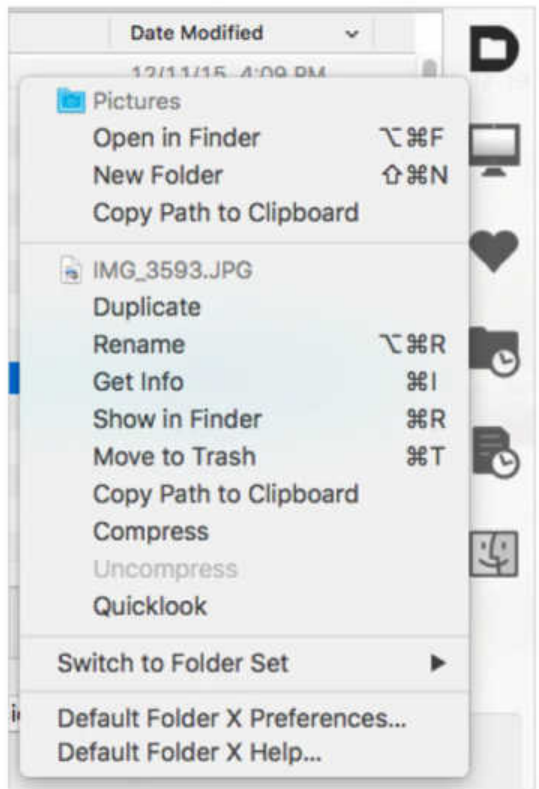 Date Modified
12/11/15, 4:09 PM
Pictures
Open in Finder ⌥⌘F
New Folder ⇧⌘N
Copy Path to Clipboard
IMG_3593.JPG
Duplicate
Rename ⌥⌘R
Get Info ⌘I
Show in Finder ⌘R
Move to Trash ⌘T
Copy Path to Clipboard
Compress
Uncompress
Quicklook
Switch to Folder Set ▶
Default Folder X Preferences...
Default Folder X Help...